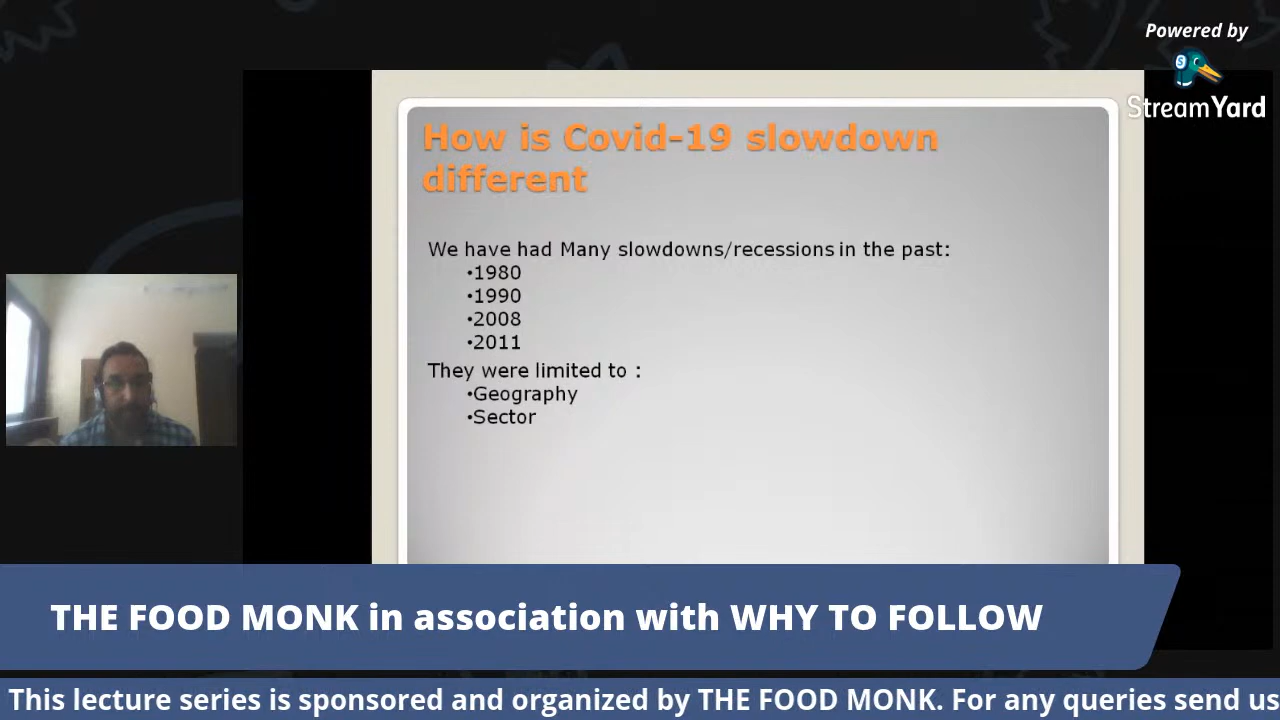 Powered by
StreamYard
How is Covid-19 slowdown
different
We have had Many slowdowns/recessions in the past:
•1980
•1990
•2008
•2011
They were limited to :
•Geography
•Sector
THE FOOD MONK in association with WHY TO FOLLOW
This lecture series is sponsored and organized by THE FOOD MONK. For any queries send us